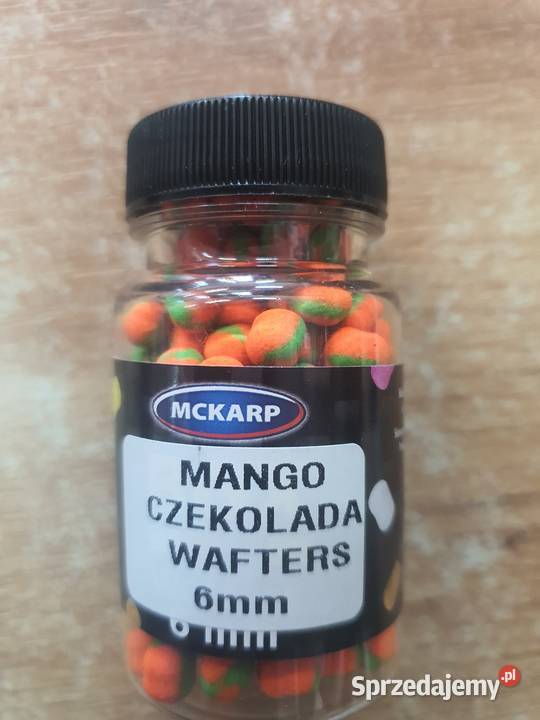 MCKARP
MANGO
CZEKOLADA
WAFTERS
6mm
Sprzedajemy.pl